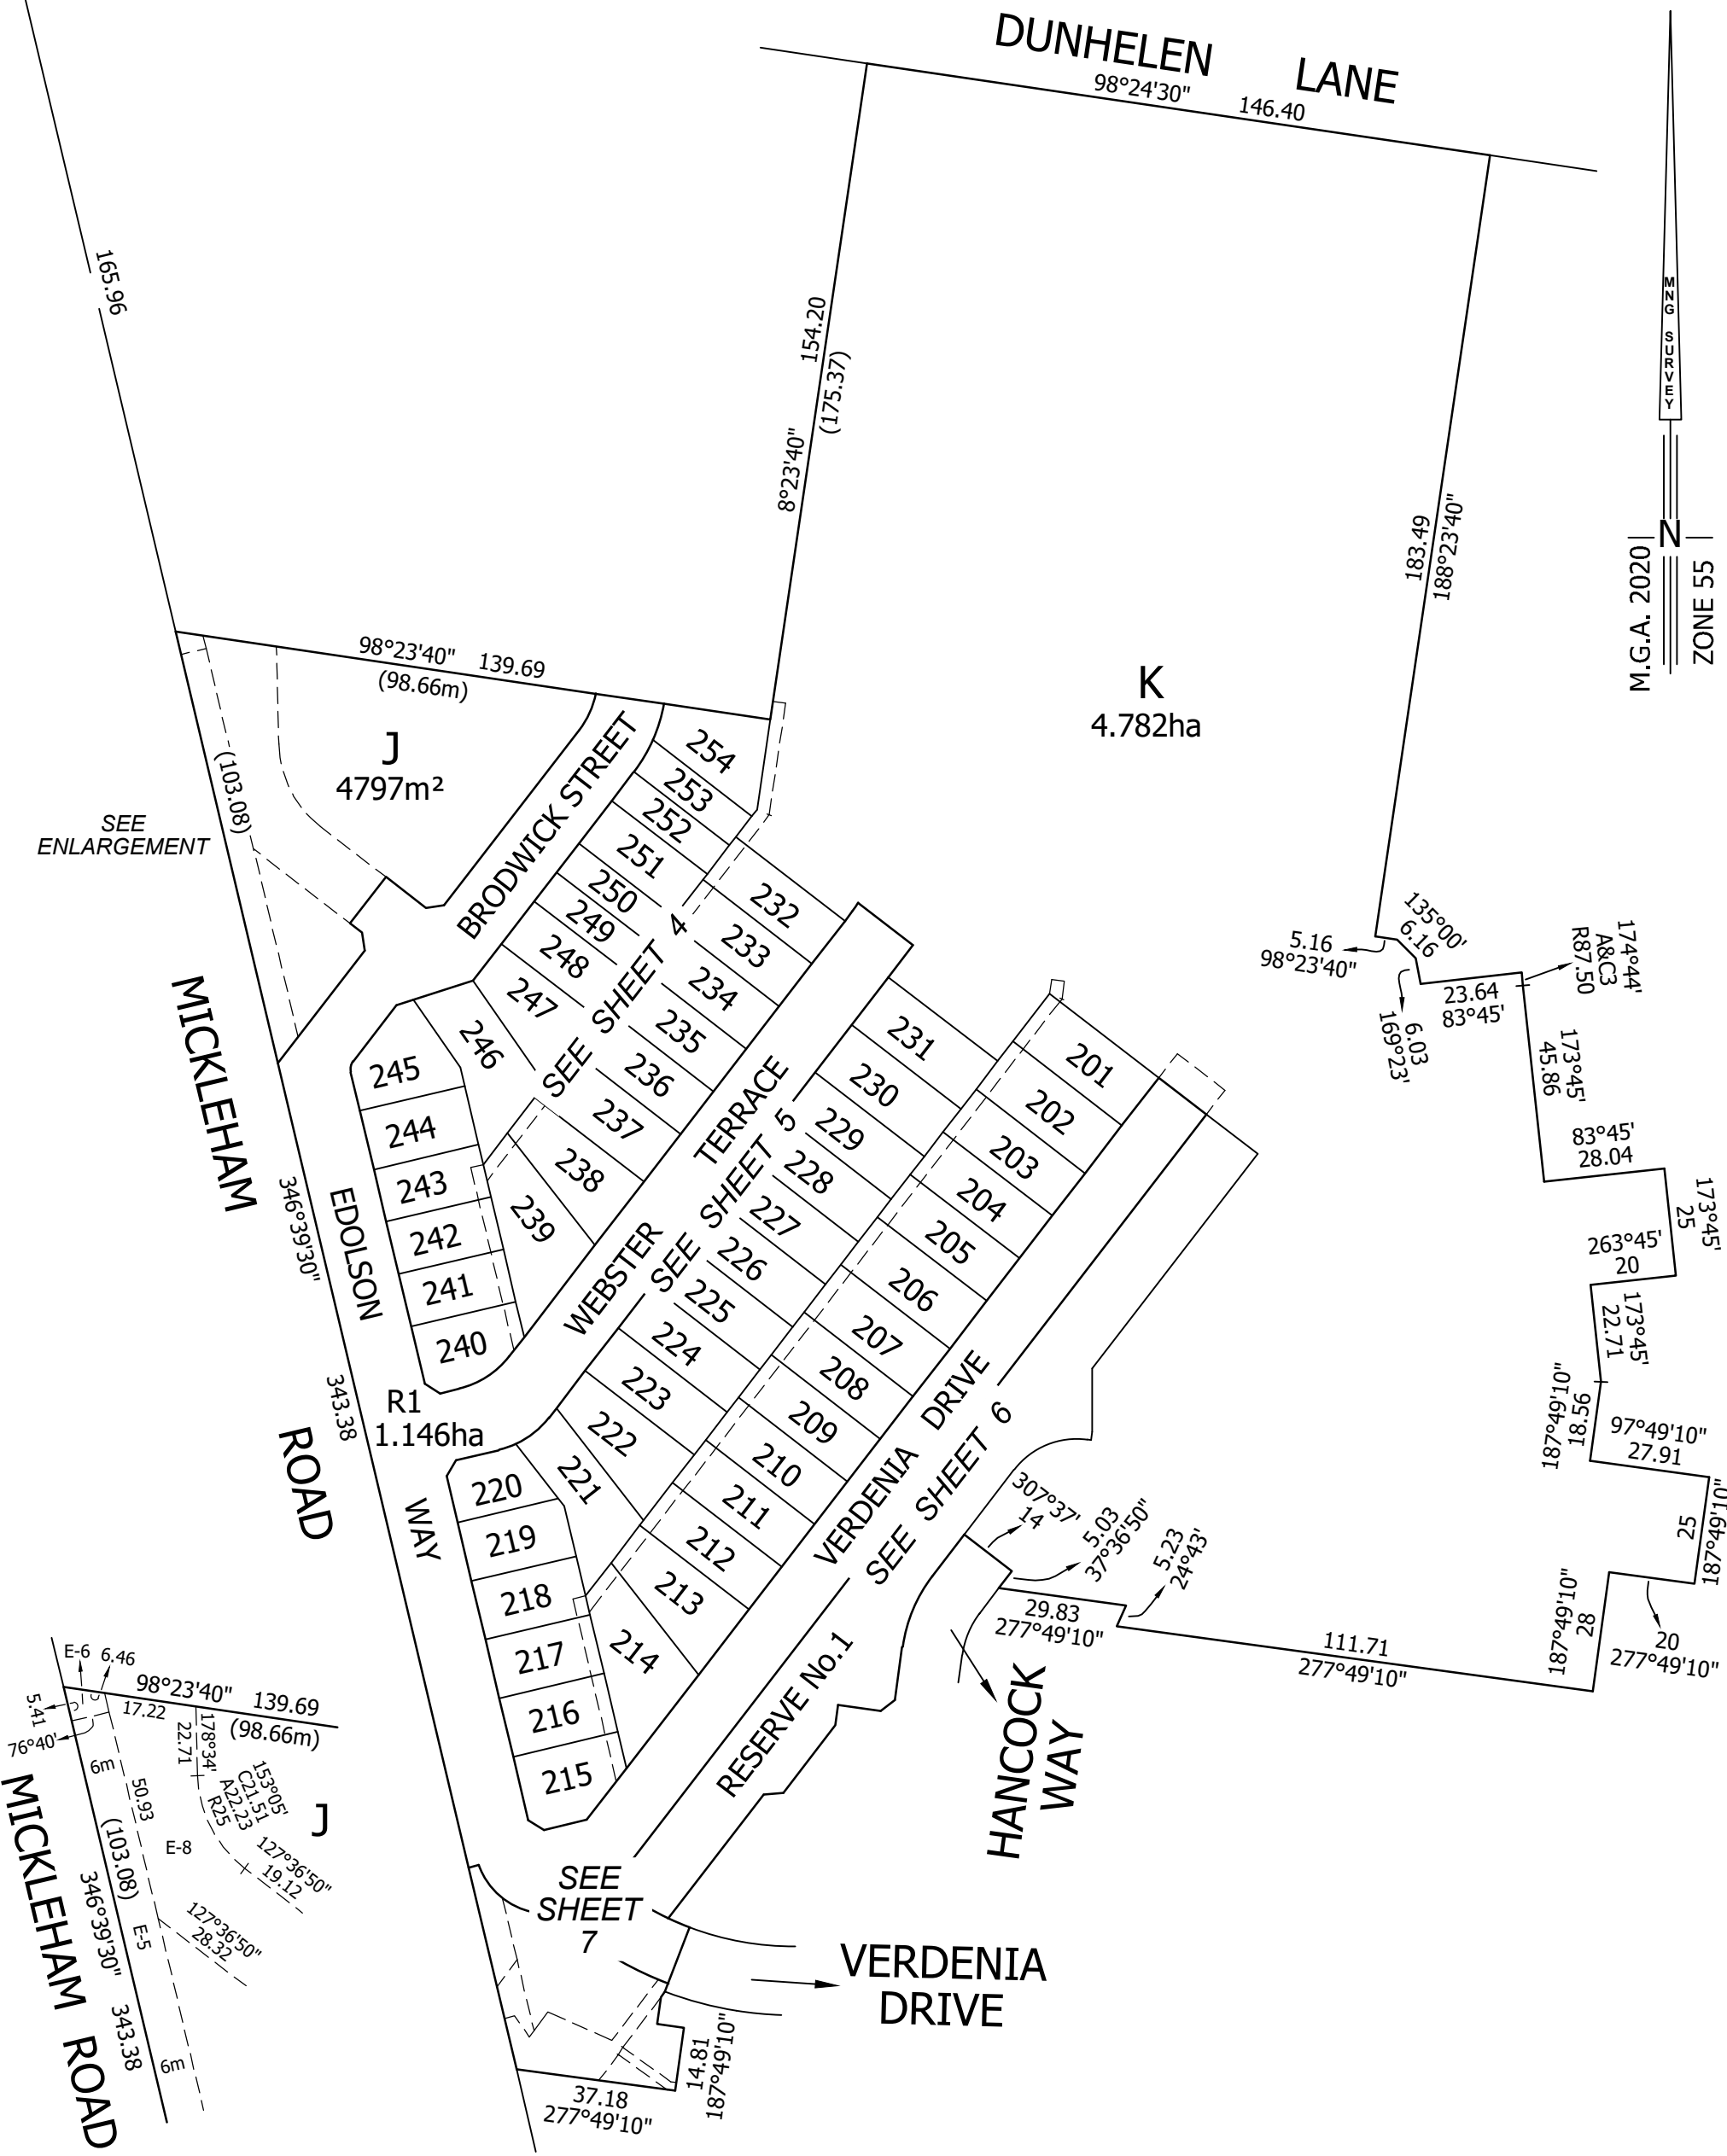 DUNHELEN LANE
98°24'30" 146.40
165.96
154.20
(175.37)
8°23'40"
183.49
188°23'40"
MNG SURVEY
N
M.G.A. 2020
ZONE 55
98°23'40" 139.69
(98.66m)
K
4.782ha
J
4797m²
(103.08)
SEE
ENLARGEMENT
BRODWICK STREET
254
253
252
251
250
249
248
247
246
245
244
243
242
241
240
SEE SHEET 4
232
233
234
235
236
237
238
239
WEBSTER TERRACE
SEE SHEET 5
231
230
229
228
227
226
225
224
223
222
221
220
219
218
217
216
215
201
202
203
204
205
206
207
208
209
210
211
212
213
214
VERDENIA DRIVE
SEE SHEET 6
RESERVE No.1
MICKLEHAM ROAD
346°39'30"
343.38
EDOLSON WAY
R1
1.146ha
5.16
98°23'40"
135°00'
6.16
6.03
169°23'
23.64
83°45'
174°44'
A&C3
R87.50
173°45'
45.86
83°45'
28.04
173°45'
25
263°45'
20
173°45'
22.71
187°49'10"
18.56
97°49'10"
27.91
25
187°49'10"
187°49'10"
28
20
277°49'10"
111.71
277°49'10"
307°37'
14
5.03
37°36'50"
5.23
24°43'
29.83
277°49'10"
HANCOCK
WAY
SEE
SHEET
7
VERDENIA
DRIVE
14.81
187°49'10"
37.18
277°49'10"
E-6 6.46
98°23'40" 139.69
(98.66m)
5.41
17.22
76°40'
6m
178°34'
22.71
153°05'
C21.51
A22.23
R25
J
50.93
(103.08)
E-8
127°36'50"
19.12
127°36'50"
28.32
E-5
346°39'30"
343.38
6m
MICKLEHAM ROAD